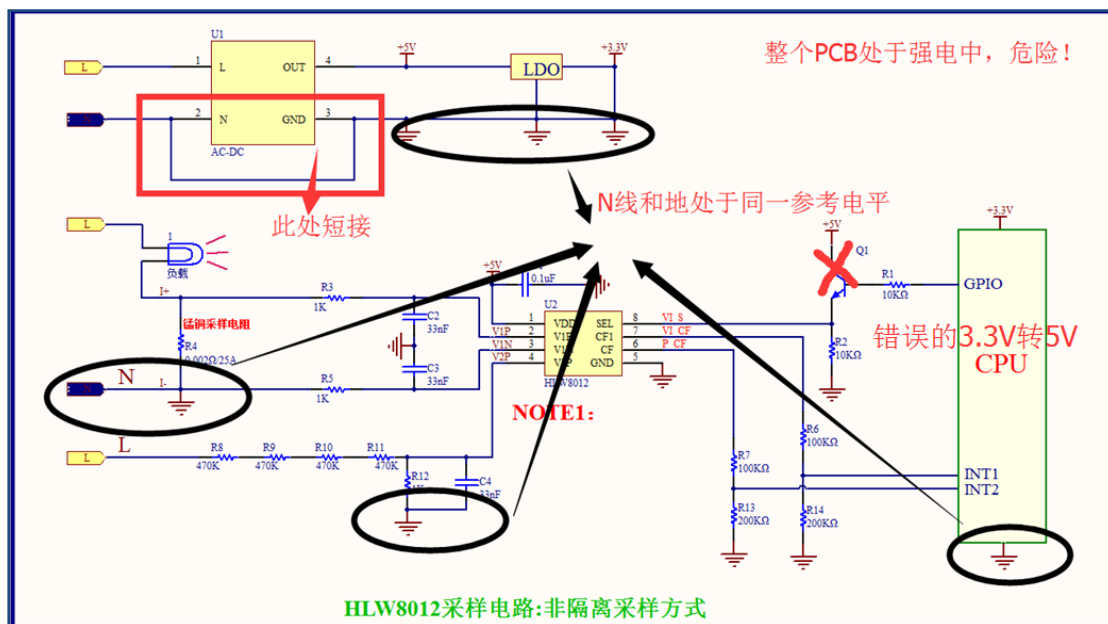 整个PCB处于强电中，危险！
U1
L
1
L
OUT
4
+5V
LDO
+3.3V
N
2
N
GND
3
AC-DC
此处短接
N线和地处于同一参考电平
L
1
负载
I+
锰铜采样电阻
R4
0.002Ω/25A
N
N
I-
R3
1K
R5
1K
C2
33nF
C3
33nF
+5V
0.1uF
U2
1
VDD
SEL
8
VI_S
V1P
2
CF1
7
VI_CF
V1N
3
CF
6
P_CF
V2P
4
GND
5
HLW8012
NOTE1:
+5V
Q1
R1
10KΩ
R2
10KΩ
错误的3.3V转5V
+3.3V
GPIO
CPU
INT1
INT2
L
L
R8
470K
R9
470K
R10
470K
R11
470K
R12
1K
C4
33nF
R7
100KΩ
R6
100KΩ
R13
200KΩ
R14
200KΩ
HLW8012采样电路:非隔离采样方式